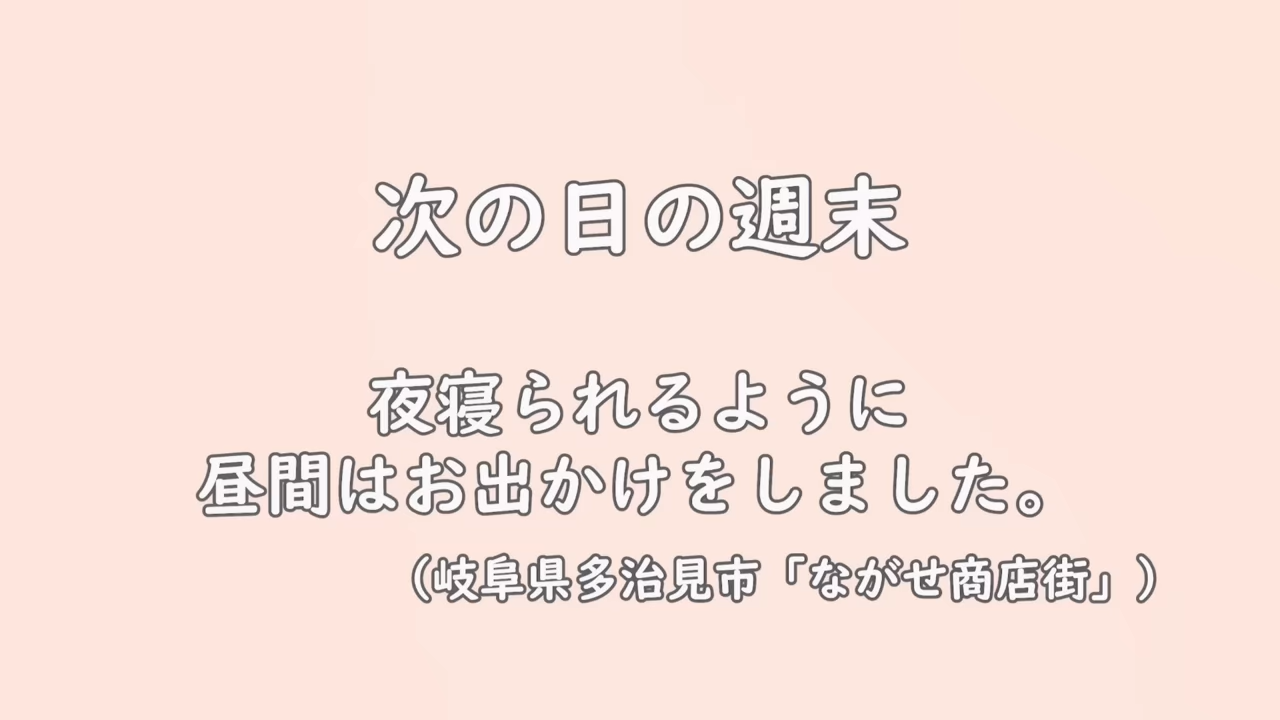 次の日の週末
夜寝られるように
昼間はお出かけをしました。
（岐阜県多治見市「ながせ商店街」）